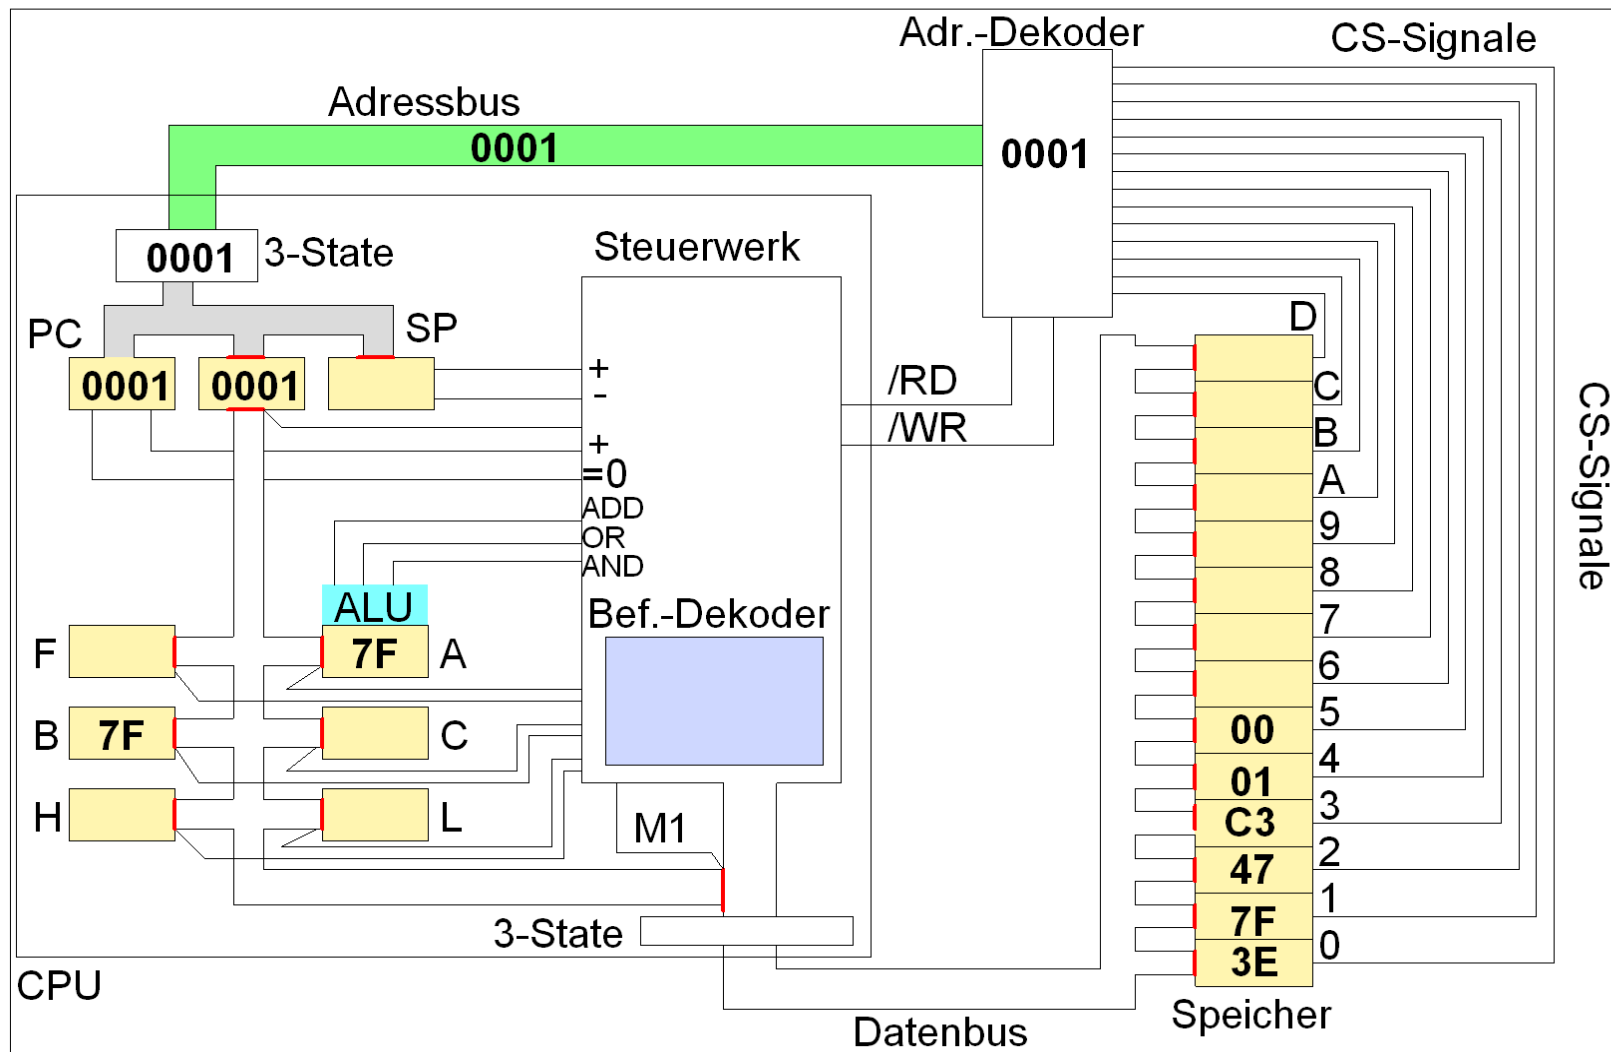 Adr.-Dekoder
CS-Signale
Adressbus
0001
0001
0001
3-State
Steuerwerk
PC
SP
0001
0001
+
-
+
=0
ADD
OR
AND
/RD
/WR
ALU
Bef.-Dekoder
F
7F
A
B
7F
C
H
L
M1
3-State
CPU
Datenbus
D
C
B
A
9
8
7
6
5
00
4
01
3
C3
2
47
1
7F
0
3E
Speicher
CS-Signale